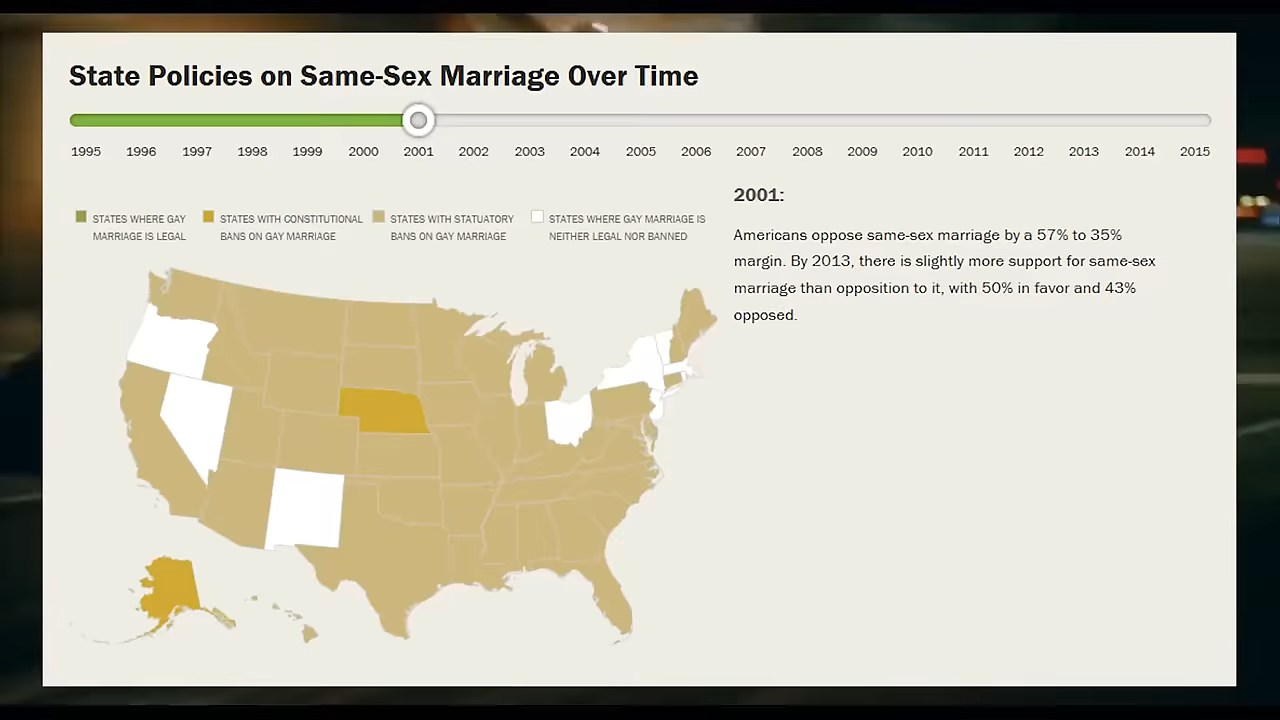 State Policies on Same-Sex Marriage Over Time
1995 1996 1997 1998 1999 2000 2001 2002 2003 2004 2005 2006 2007 2008 2009 2010 2011 2012 2013 2014 2015
2001:
STATES WHERE GAY
MARRIAGE IS LEGAL
STATES WITH CONSTITUTIONAL
BANS ON GAY MARRIAGE
STATES WITH STATUATORY
BANS ON GAY MARRIAGE
STATES WHERE GAY MARRIAGE IS
NEITHER LEGAL NOR BANNED
Americans oppose same-sex marriage by a 57% to 35%
margin. By 2013, there is slightly more support for same-sex
marriage than opposition to it, with 50% in favor and 43%
opposed.